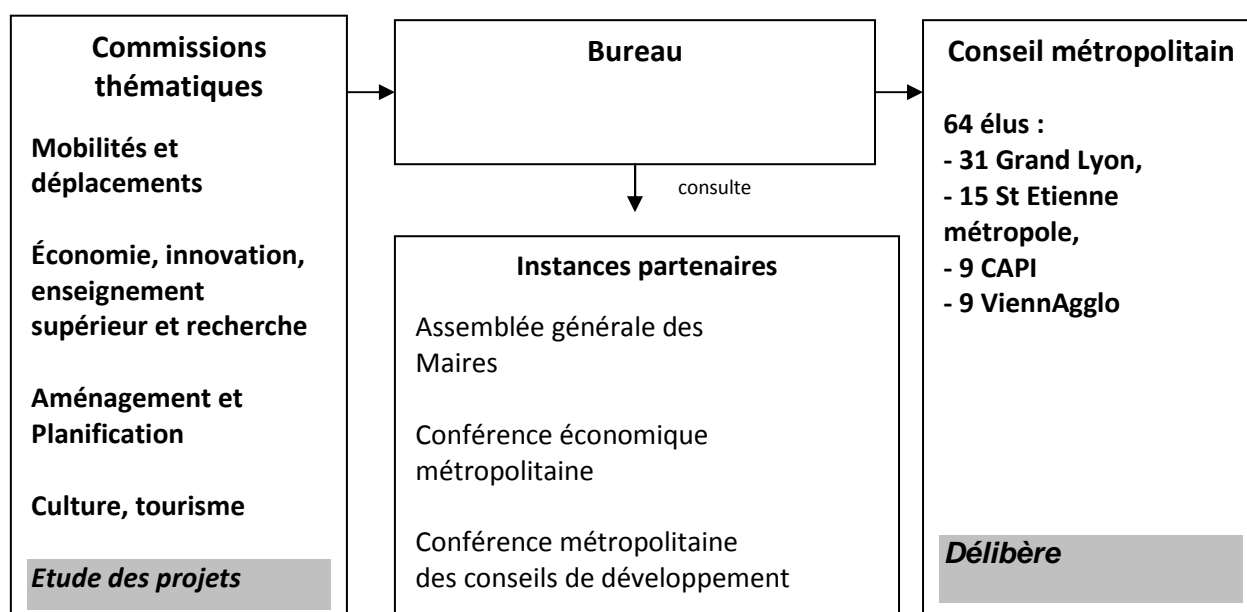 Commissions
thématiques
Mobilités et
déplacements
Économie, innovation,
enseignement
supérieur et recherche
Aménagement et
Planification
Culture, tourisme
Etude des projets
Bureau
consulte
Instances partenaires
Assemblée générale des
Maires
Conférence économique
métropolitaine
Conférence métropolitaine
des conseils de développement
Conseil métropolitain
64 élus :
- 31 Grand Lyon,
- 15 St Etienne
métropole,
- 9 CAPI
- 9 ViennAgglo
Délibère